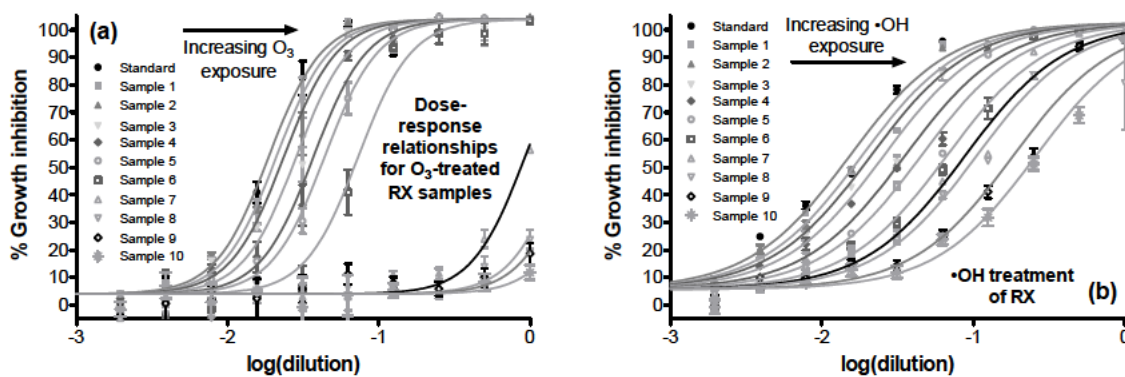 (a)
Increasing O₃
exposure
Standard
Sample 1
Sample 2
Sample 3
Sample 4
Sample 5
Sample 6
Sample 7
Sample 8
Sample 9
Sample 10
Dose-
response
relationships
for O₃-treated
RX samples
% Growth inhibition
100
90
80
70
60
50
40
30
20
10
0
-3
-2
-1
0
log(dilution)
Increasing •OH
exposure
Standard
Sample 1
Sample 2
Sample 3
Sample 4
Sample 5
Sample 6
Sample 7
Sample 8
Sample 9
Sample 10
•OH treatment
of RX
(b)
% Growth inhibition
100
90
80
70
60
50
40
30
20
10
0
-3
-2
-1
0
log(dilution)